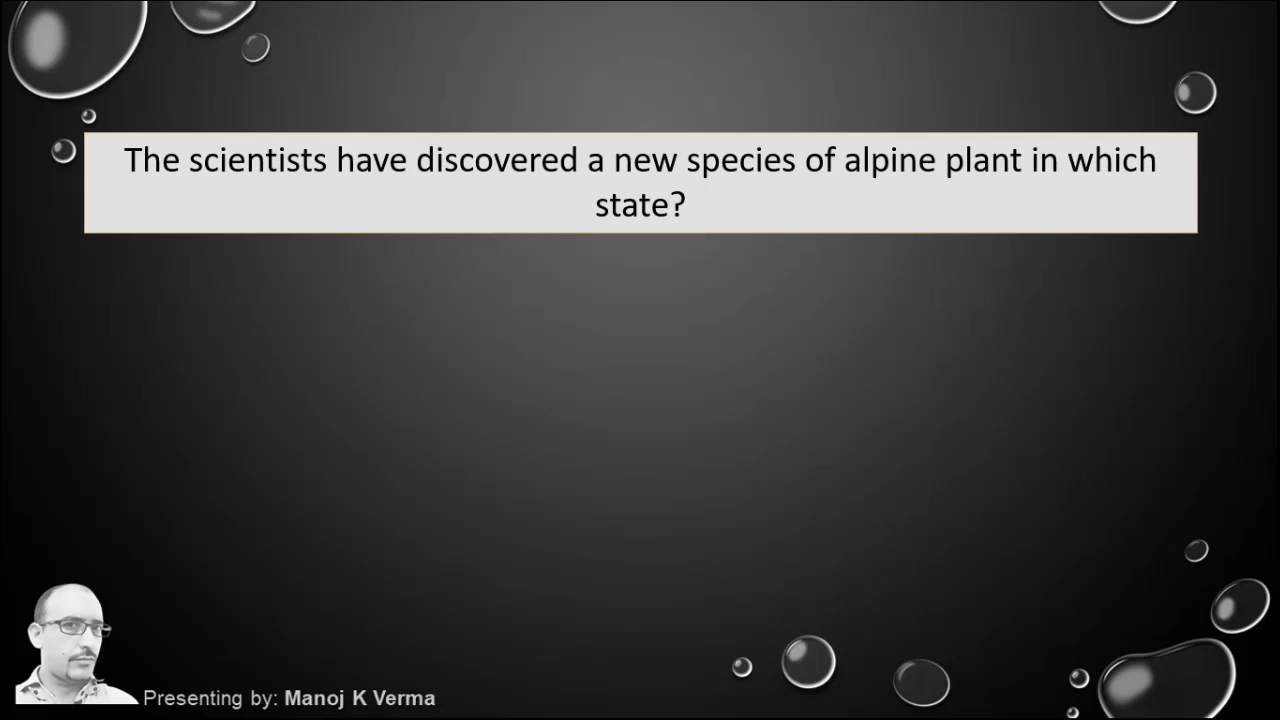 The scientists have discovered a new species of alpine plant in which
state?
Presenting by: Manoj K Verma